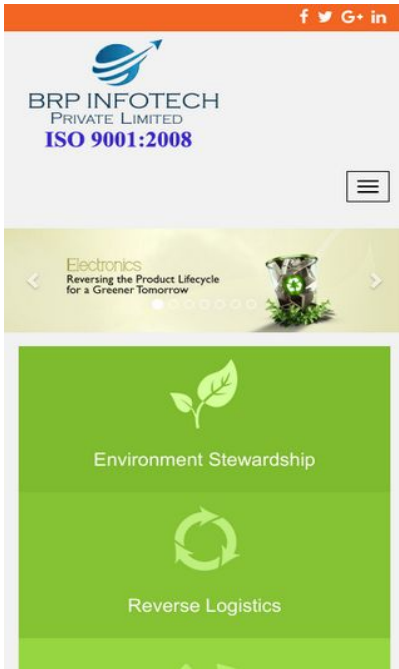 f G+ in
BRP INFOTECH
PRIVATE LIMITED
ISO 9001:2008
Electronics
Reversing the Product Lifecycle
for a Greener Tomorrow
Environment Stewardship
Reverse Logistics